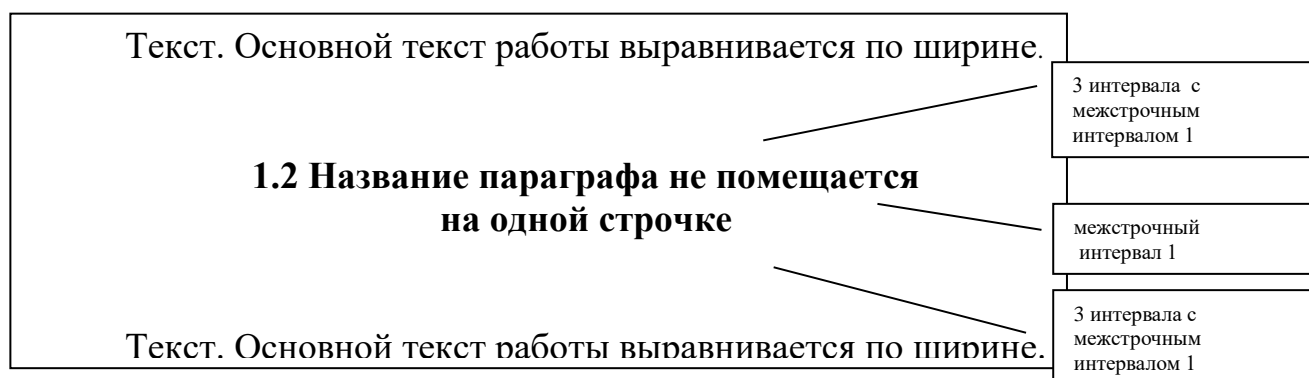 Текст. Основной текст работы выравнивается по ширине.
3 интервала с
межстрочным
интервалом 1
1.2 Название параграфа не помещается
на одной строчке
межстрочный
интервал 1
3 интервала с
межстрочным
интервалом 1
Текст. Основной текст работы выравнивается по ширине.